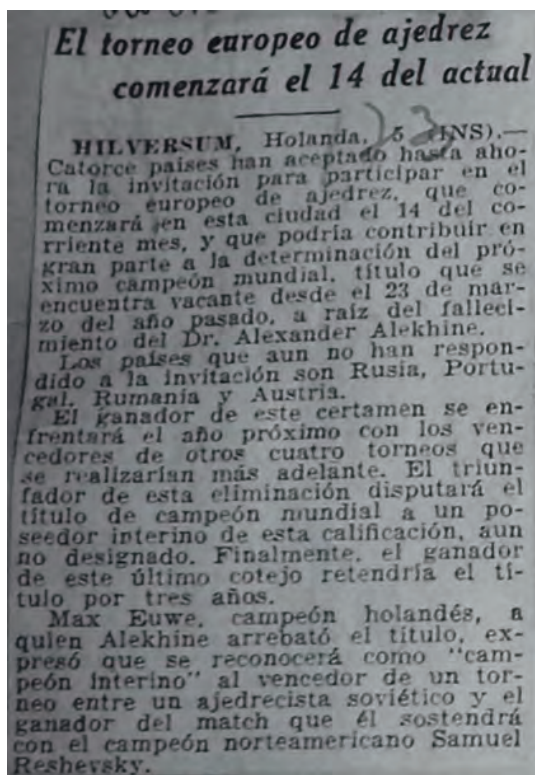 El torneo europeo de ajedrez
comenzará el 14 del actual
HILVERSUM, Holanda, 5 (INS).—
Catorce países han aceptado hasta aho-
ra la invitación para participar en el
torneo europeo de ajedrez, que co-
menzará en esta ciudad el 14 del co-
rriente mes, y que podría contribuir en
gran parte a la determinación del pró-
ximo campeón mundial, título que se
encuentra vacante desde el 23 de mar-
zo del año pasado, a raíz del falleci-
miento del Dr. Alexander Alekhine.
Los países que aun no han respon-
dido a la invitación son Rusia, Portu-
gal, Rumania y Austria.
El ganador de este certamen se en-
frentará el año próximo con los ven-
cedores de otros cuatro torneos que
se realizarían más adelante. El triun-
fador de esta eliminación disputará el
título de campeón mundial a un po-
seedor interino de esta calificación, aun
no designado. Finalmente, el ganador
de este último cotejo retendría el tí-
tulo por tres años.
Max Euwe, campeón holandés, a
quien Alekhine arrebató el título, ex-
presó que se reconocerá como "cam-
peón interino" al vencedor de un tor-
neo entre un ajedrecista soviético y el
ganador del match que él sostendrá
con el campeón norteamericano Samuel
Reshevsky.